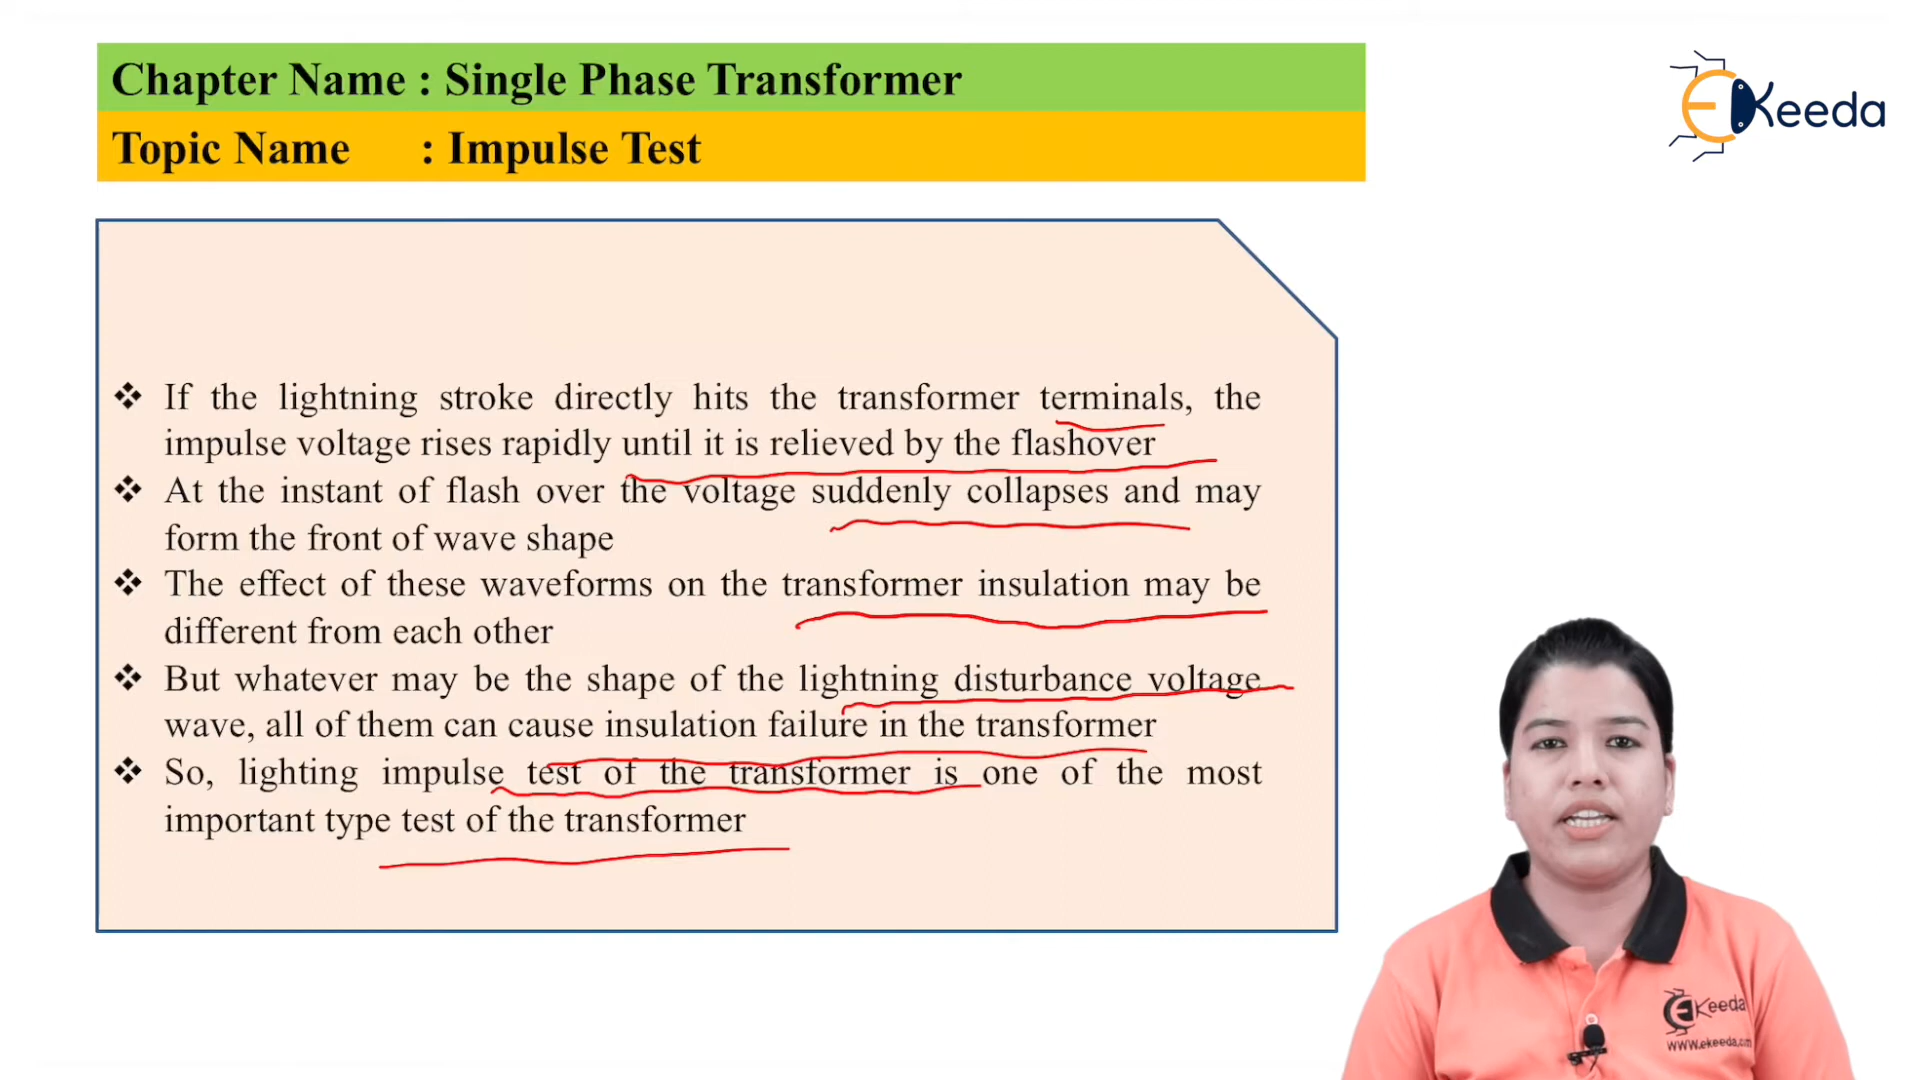 Chapter Name : Single Phase Transformer
Topic Name : Impulse Test
EKeeda
❖ If the lightning stroke directly hits the transformer terminals, the
impulse voltage rises rapidly until it is relieved by the flashover
❖ At the instant of flash over the voltage suddenly collapses and may
form the front of wave shape
❖ The effect of these waveforms on the transformer insulation may be
different from each other
❖ But whatever may be the shape of the lightning disturbance voltage
wave, all of them can cause insulation failure in the transformer
❖ So, lighting impulse test of the transformer is one of the most
important type test of the transformer
EKeeda
www.ekeeda.com